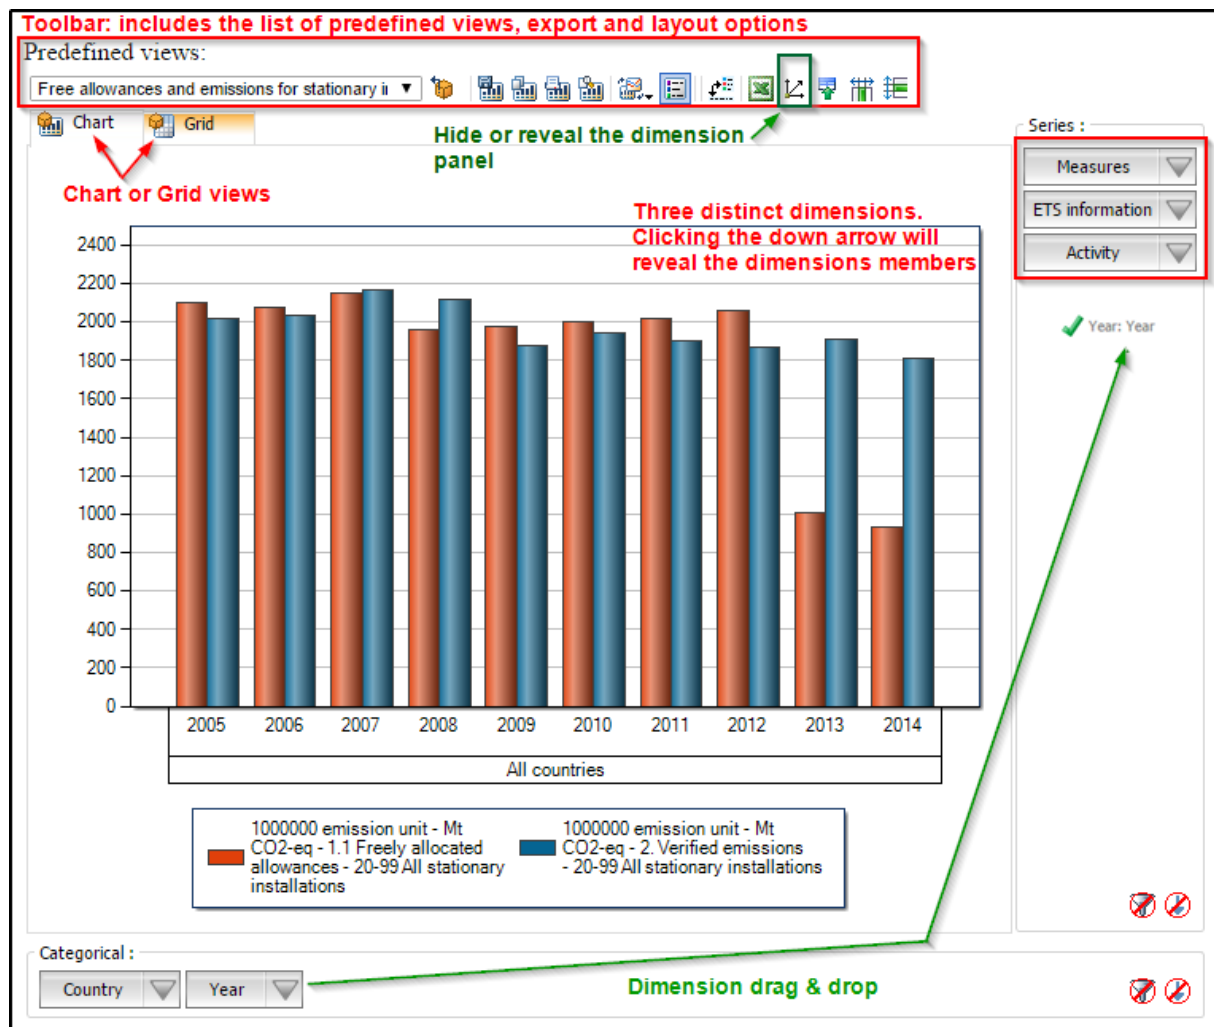 Toolbar: includes the list of predefined views, export and layout options
Predefined views:
Free allowances and emissions for stationary ii
Chart
Grid
Hide or reveal the dimension
panel
Chart or Grid views
Series :
Measures
ETS information
Activity
Three distinct dimensions.
Clicking the down arrow will
reveal the dimensions members
Year: Year
2400
2200
2000
1800
1600
1400
1200
1000
800
600
400
200
0
2005 2006 2007 2008 2009 2010 2011 2012 2013 2014
All countries
1000000 emission unit - Mt
CO2-eq - 1.1 Freely allocated
allowances - 20-99 All stationary
installations
1000000 emission unit - Mt
CO2-eq - 2. Verified emissions
- 20-99 All stationary installations
Categorical :
Country
Year
Dimension drag & drop